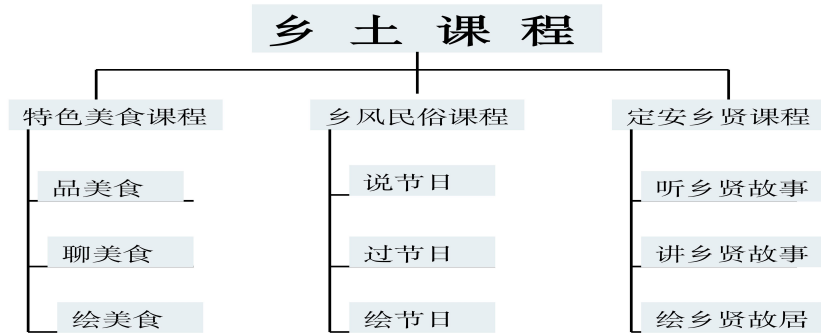 乡 土 课 程
特色美食课程
乡风民俗课程
定安乡贤课程
品美食
说节日
听乡贤故事
聊美食
过节日
讲乡贤故事
绘美食
绘节日
绘乡贤故居